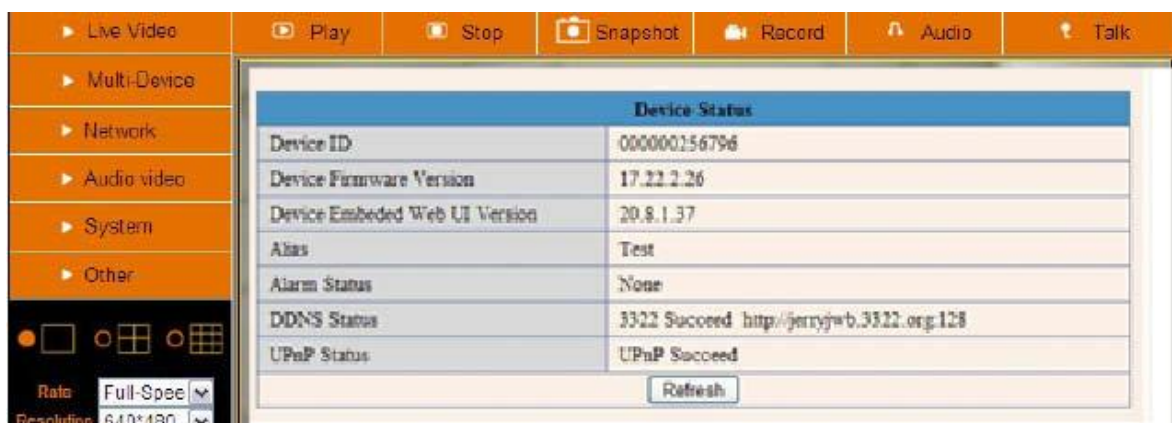 Live Video
Play
Stop
Snapshot
Record
Audio
Talk
Multi-Device
Network
Audio video
System
Other
Device Status
Device ID 000000256796
Device Firmware Version 17.22.2.26
Device Embeded Web UI Version 20.8.1.37
Alias Test
Alarm Status None
DDNS Status 3322 Succeed http://jerryjwb.3322.org:128
UPnP Status UPnP Succeed
Refresh
Rate Full-Spee
Resolution 640*480